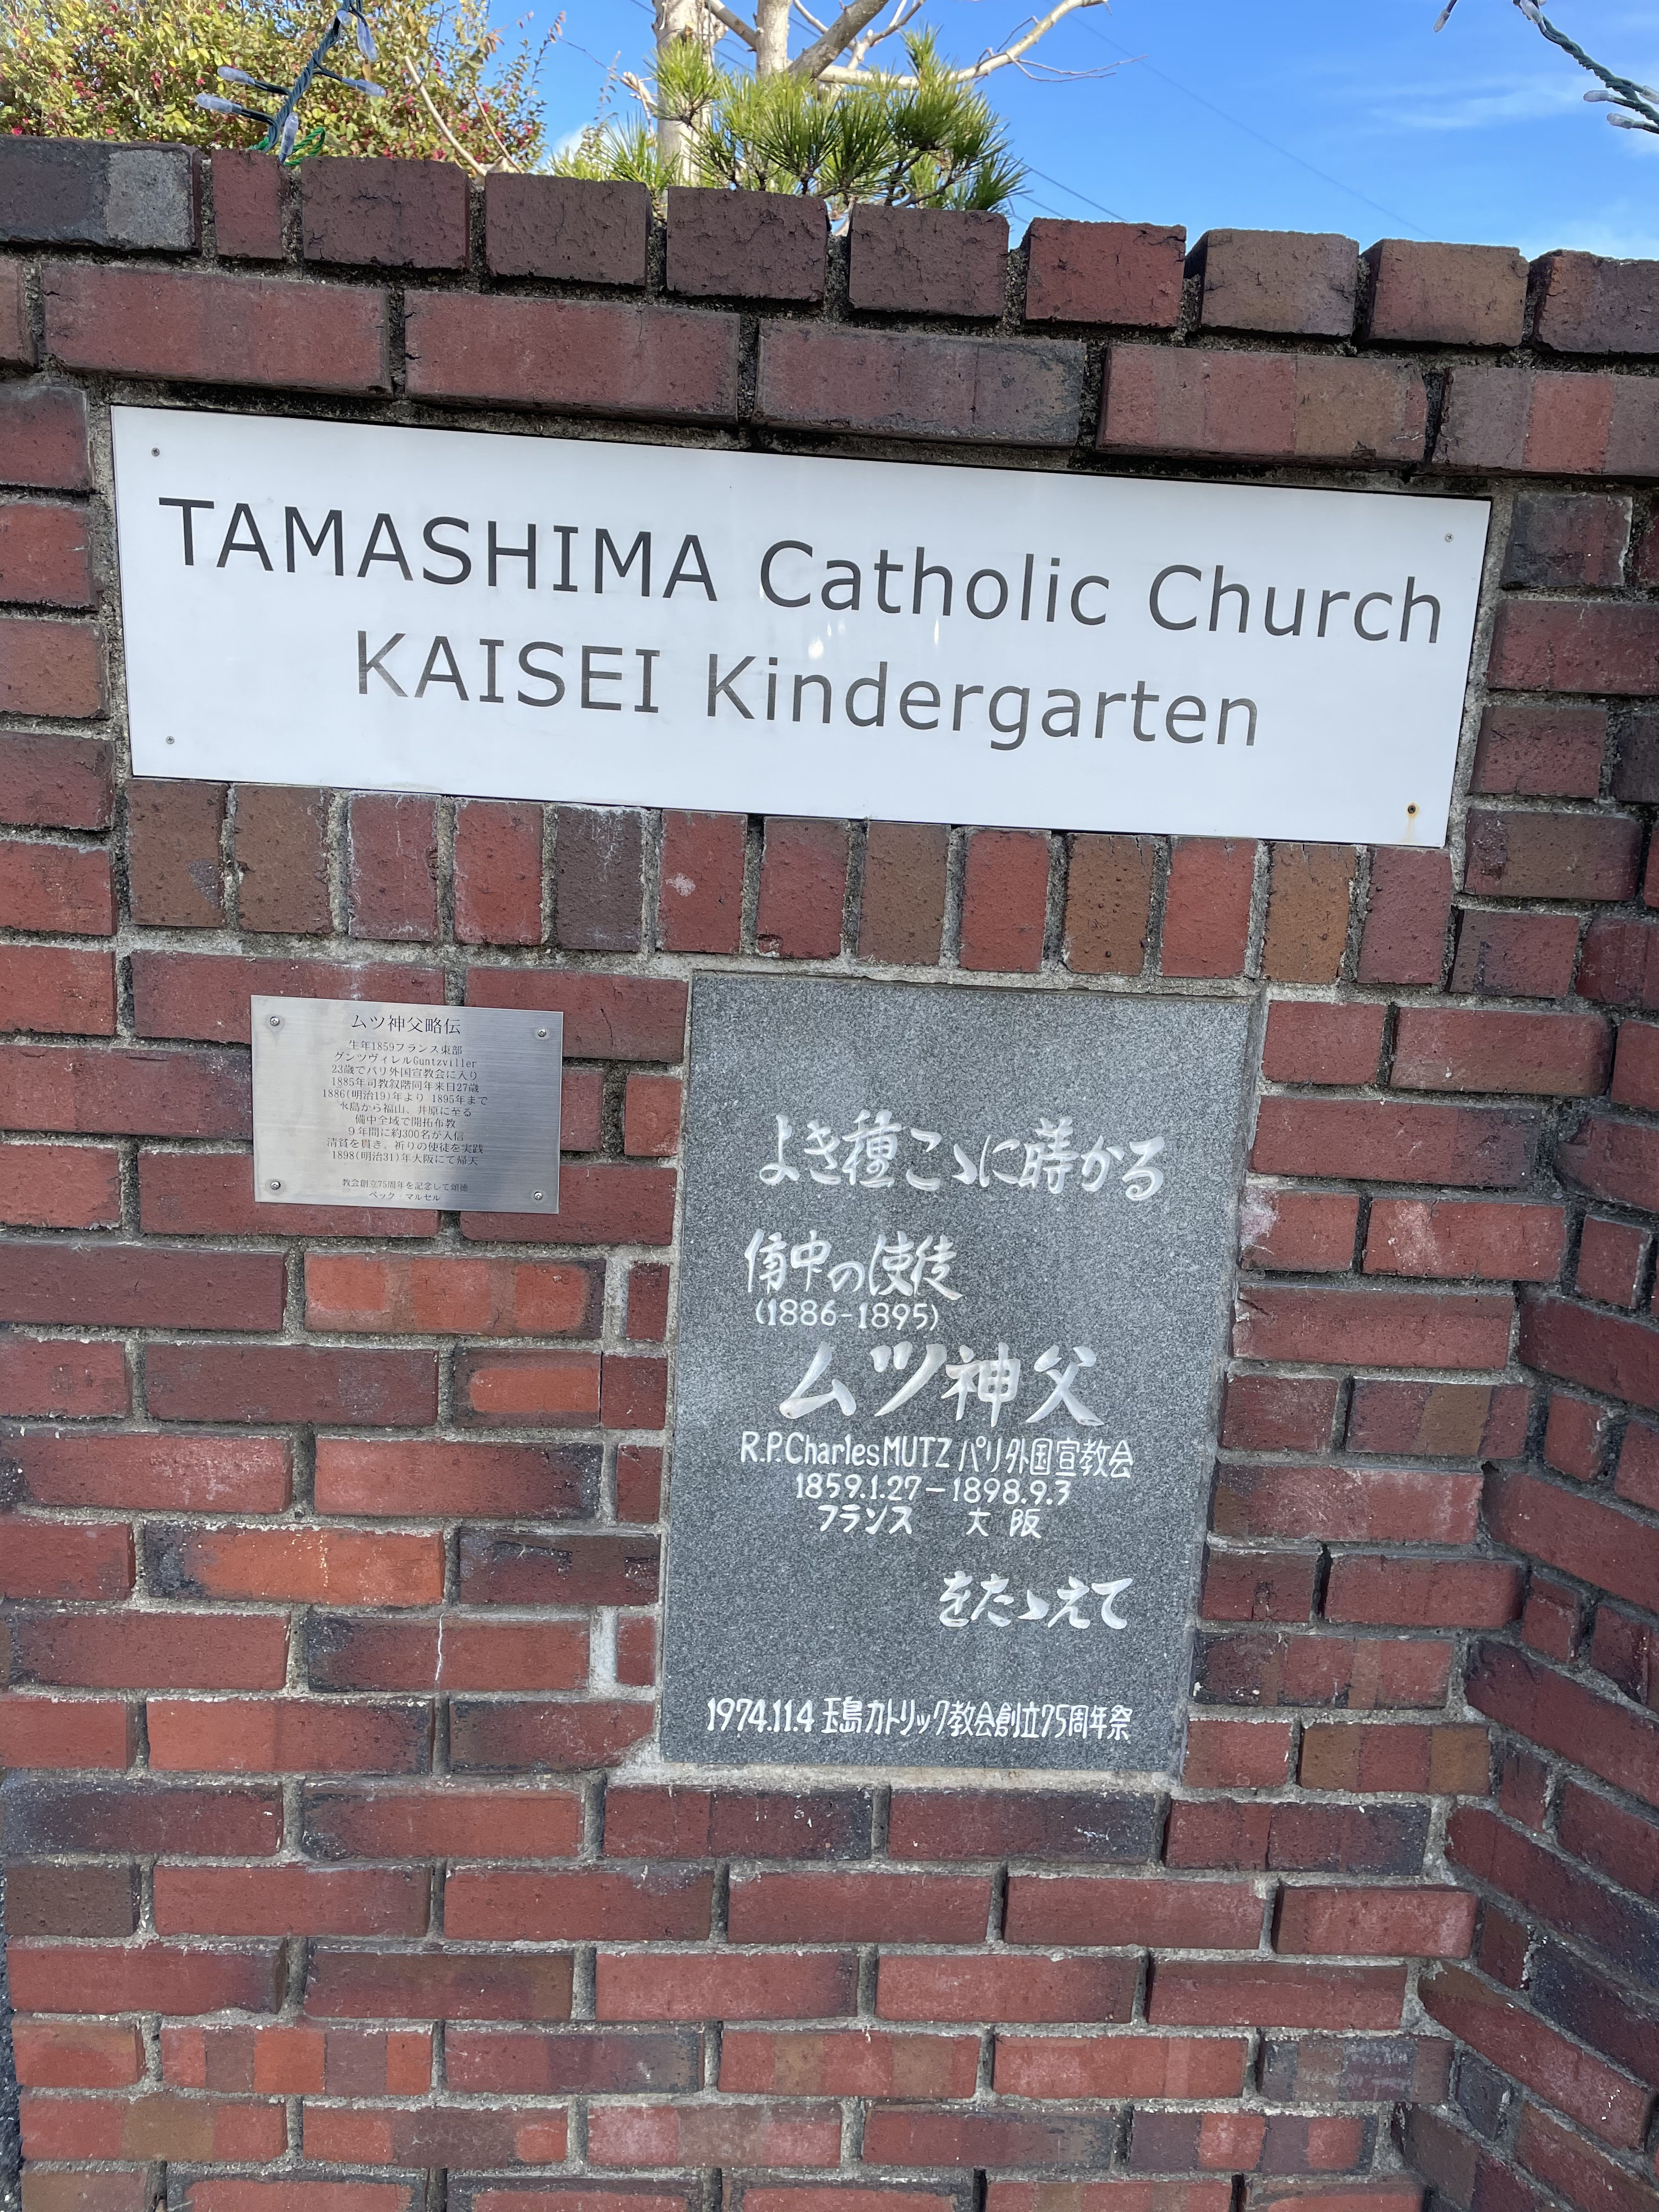 TAMASHIMA Catholic Church
KAISEI Kindergarten
ムツ神父略伝
生年1859フランス東部
グンツヴィレルGuntzviller
23歳でパリ外国宣教会に入り
1885年司教叙階同年来日27歳
1886(明治19)年より 1895年まで
水島から福山、井原に至る
備中全域で開拓布教
9年間に約300名が入信
清貧を貫き、祈りの使徒を実践
1898(明治31)年大阪にて帰天
教会創立75周年を記念して頌徳
ペック マルセル
よき種こゝに蒔かる
備中の使徒
(1886-1895)
ムツ神父
R.P.Charles MUTZ パリ外国宣教会
1859.1.27-1898.9.3
フランス 大阪
をたゝえて
1974.11.4 玉島カトリック教会創立75周年祭